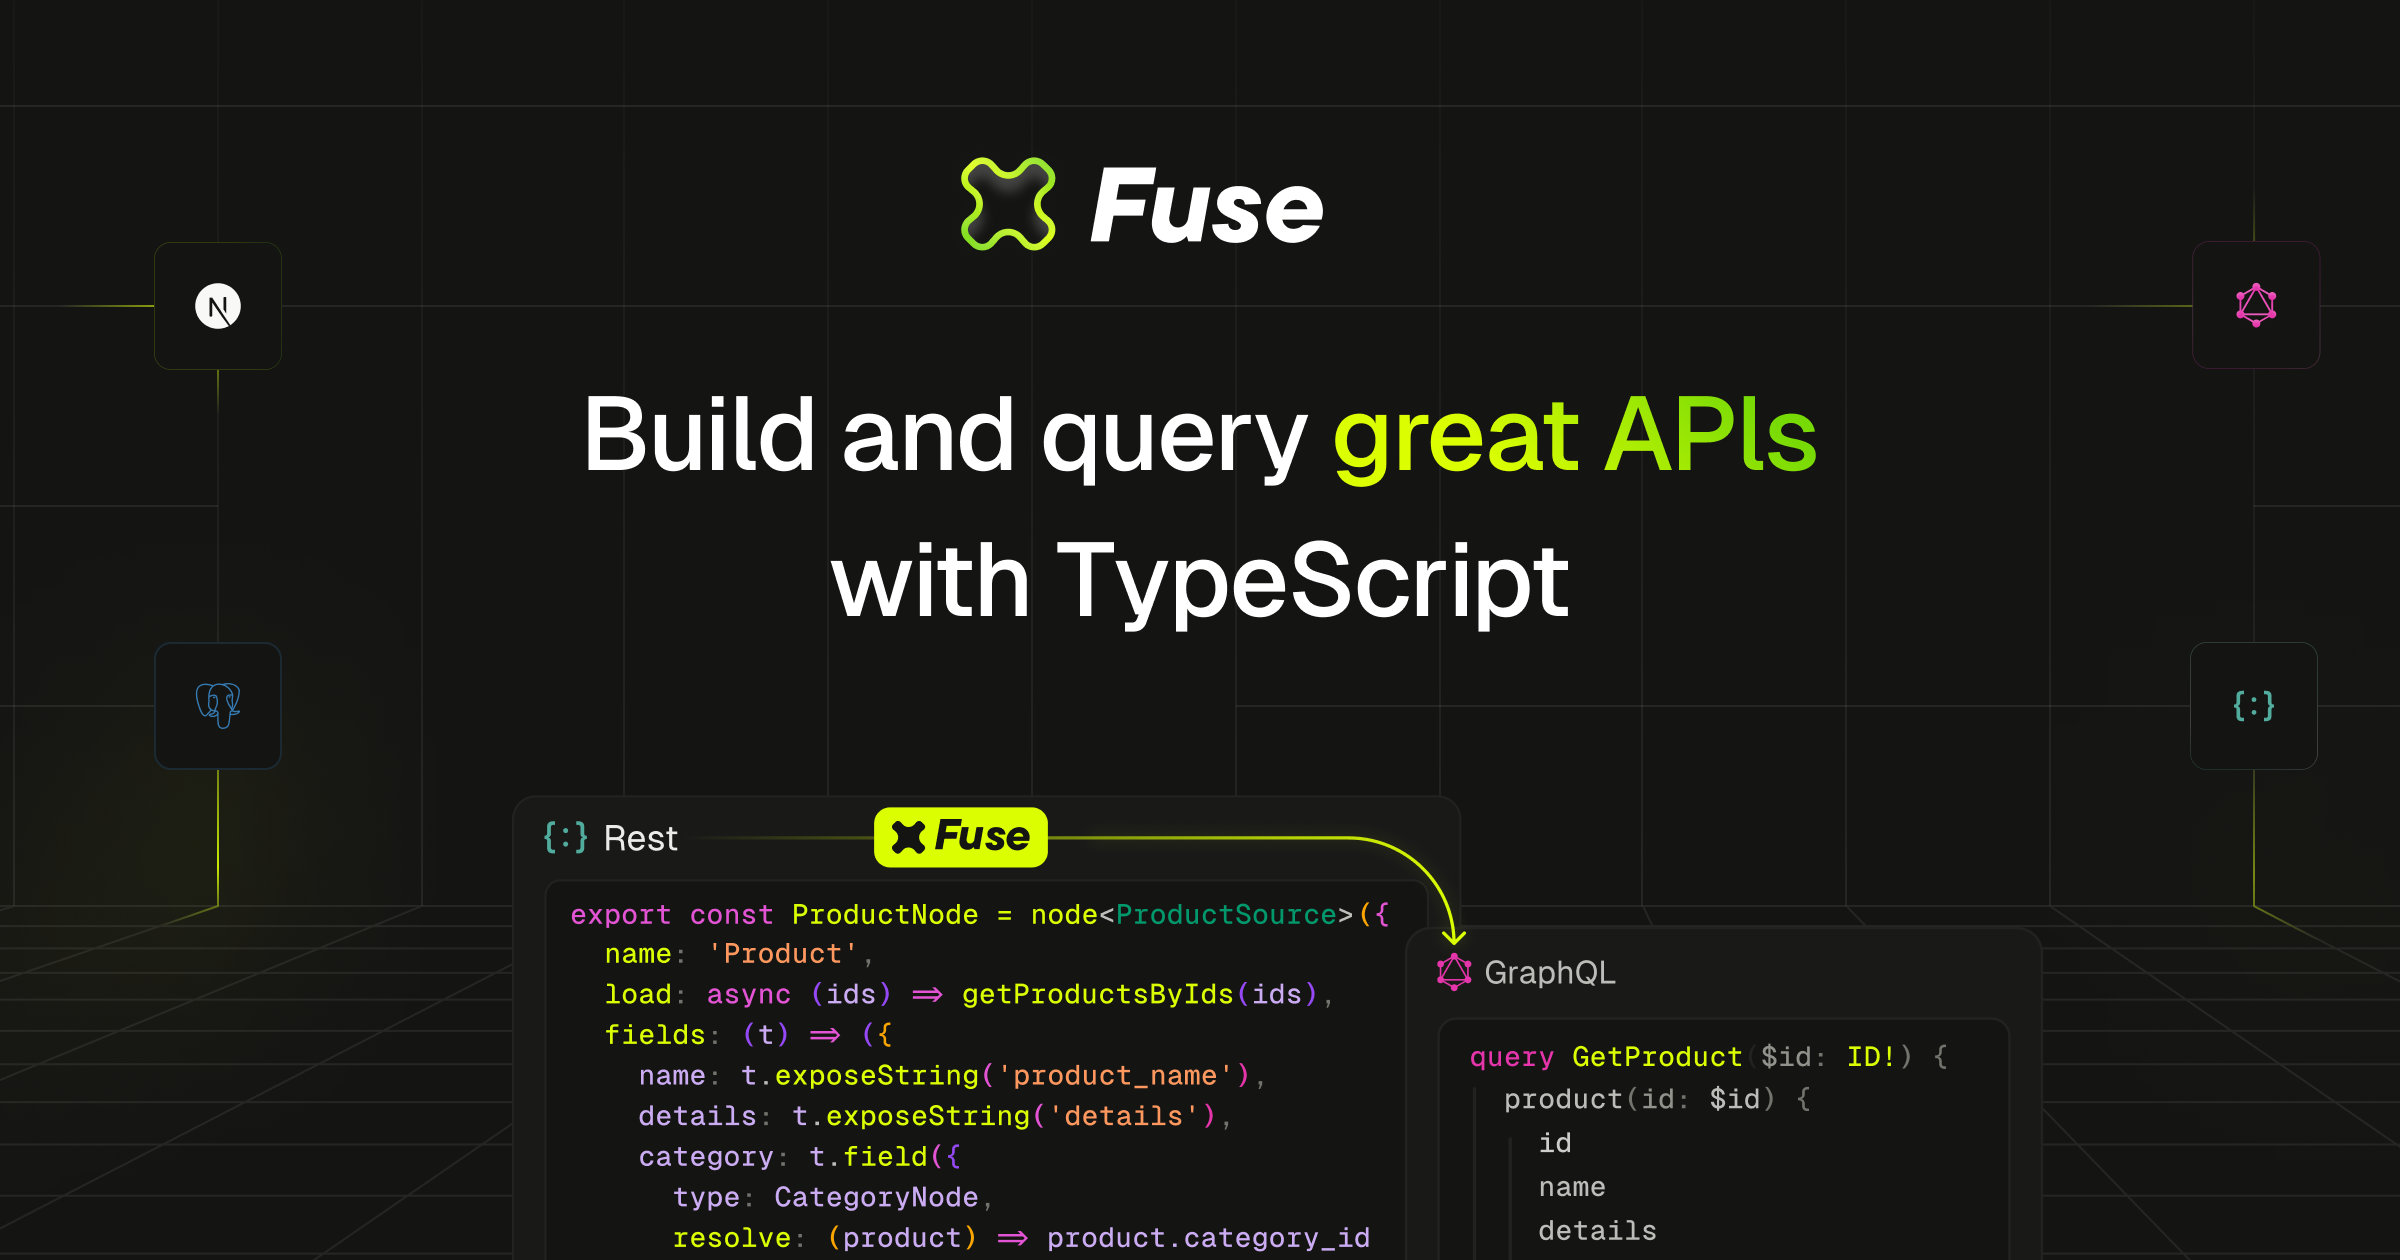 Fuse
N
Build and query great APIs
with TypeScript
{:}
{:} Rest
Fuse
export const ProductNode = node<ProductSource>({
  name: 'Product',
  load: async (ids) => getProductsByIds(ids),
  fields: (t) => ({
    name: t.exposeString('product_name'),
    details: t.exposeString('details'),
    category: t.field({
      type: CategoryNode,
      resolve: (product) => product.category_id
GraphQL
query GetProduct($id: ID!) {
  product(id: $id) {
    id
    name
    details